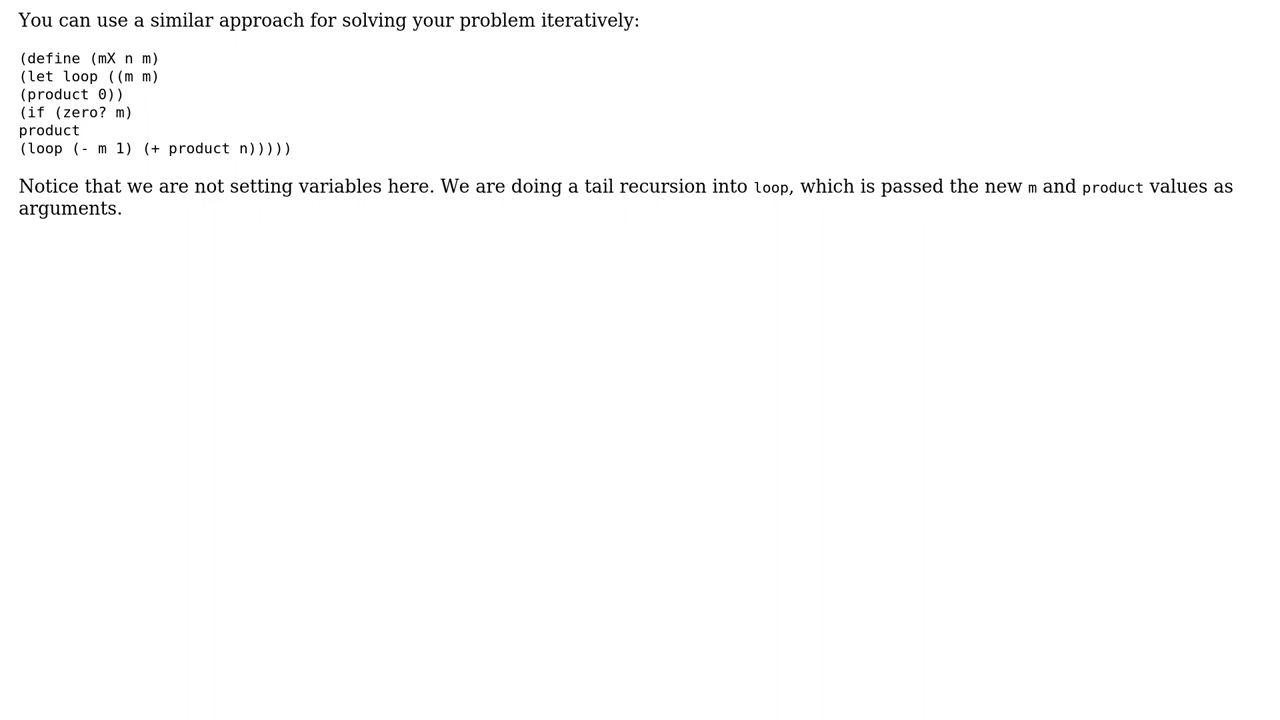 You can use a similar approach for solving your problem iteratively:
(define (mX n m)
(let loop ((m m)
(product 0))
(if (zero? m)
product
(loop (- m 1) (+ product n)))))
Notice that we are not setting variables here. We are doing a tail recursion into loop, which is passed the new m and product values as
arguments.